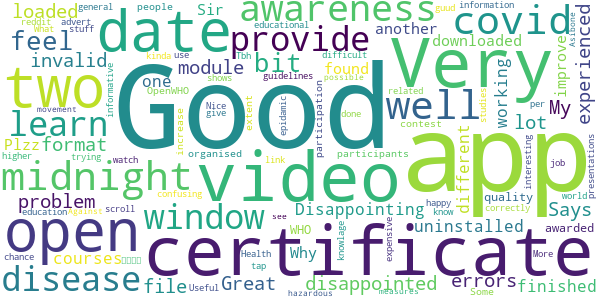 loaded general people advert reddit stuff What
date awareness covid
Sir another information
feel kinda Tbh use difficult downloaded educational
invalid module provide Very guud Asibone
two one bit found improve
OpenWHO shows guidelines possible
informative Good well working My experienced
learn Nice give epidemic participation done related per
Plzz format increase extent lot
movement organised contest studies
higher trying participants different
midnight video app
watch link quality interesting job presentations
problem confusing window Disappointing happy know correctly world
education Against scroll see uninstalled awarded
open certificate
courses WHO Says
chance tap Health Why knowlage expensive More
disease file Great disappointed errors finished
Useful hazardous measures Some